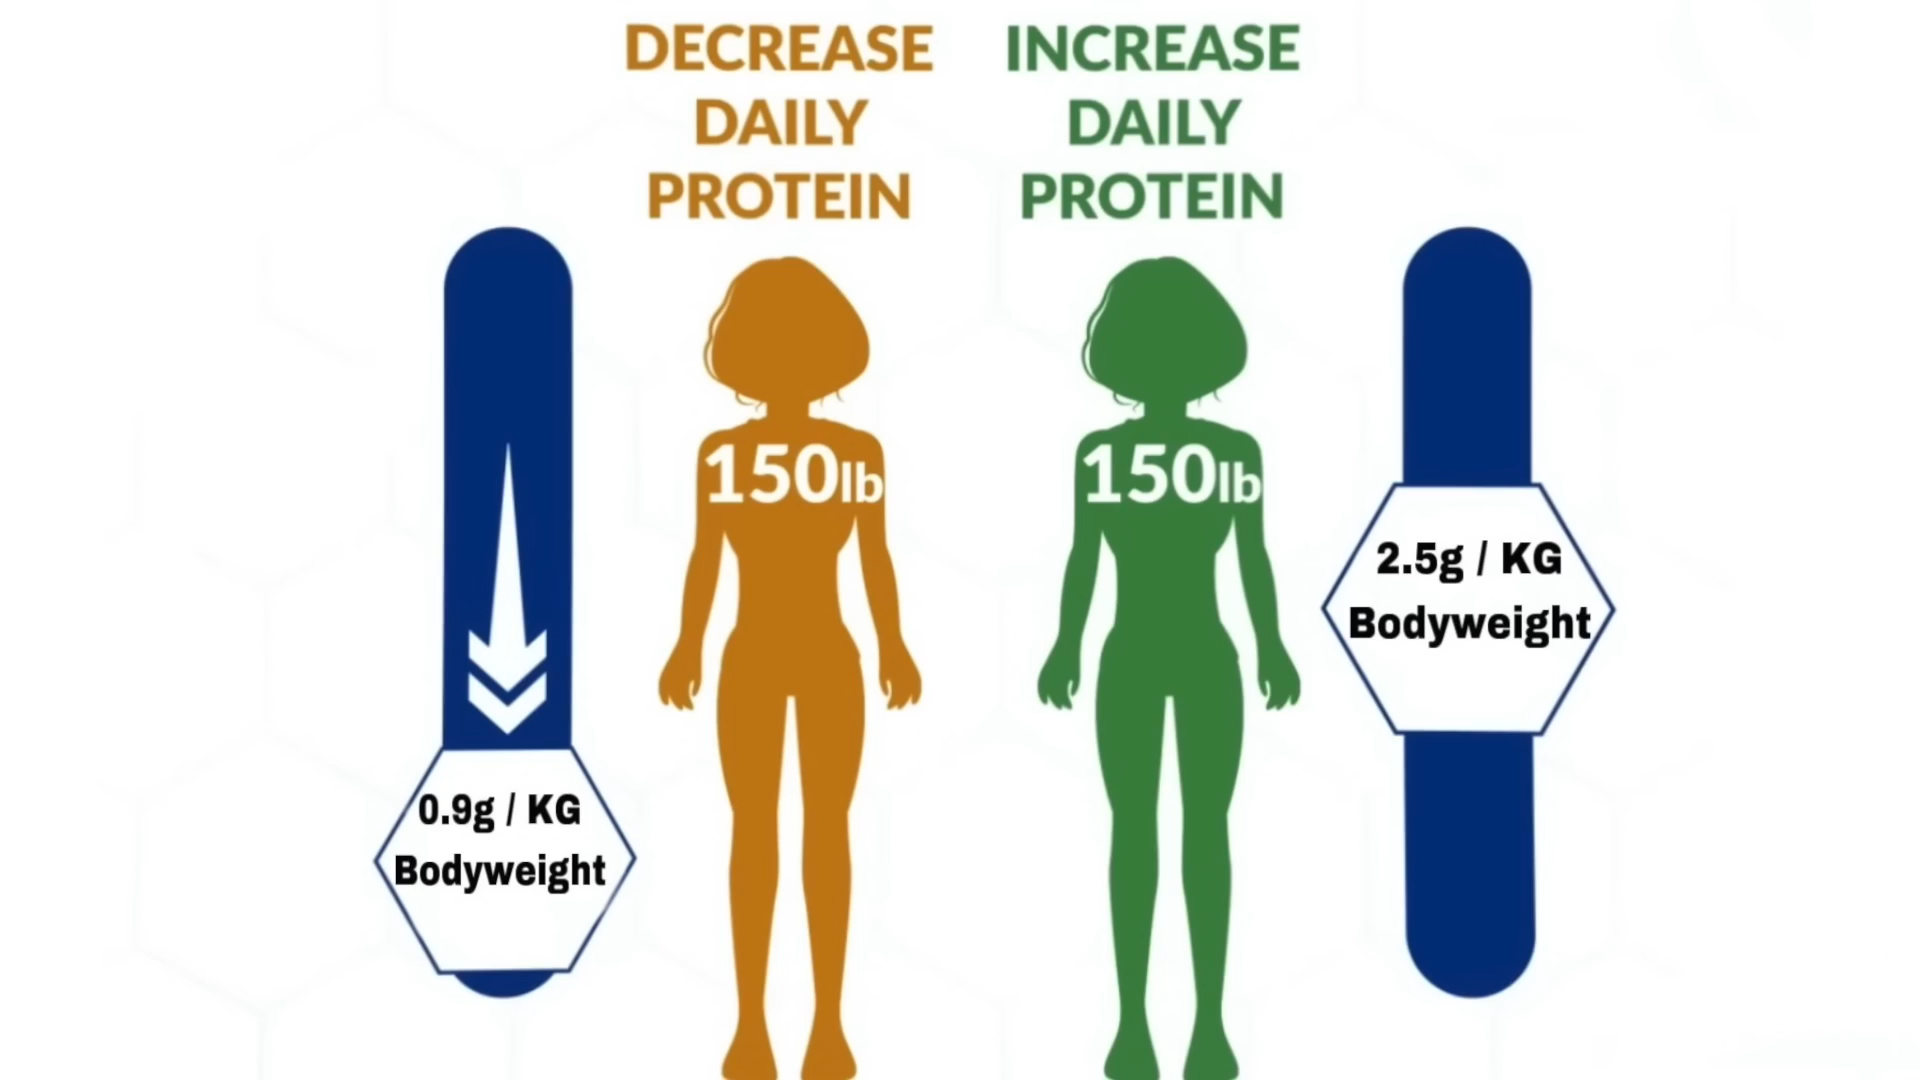 DECREASE
DAILY
PROTEIN
INCREASE
DAILY
PROTEIN
150lb
150lb
0.9g / KG
Bodyweight
2.5g / KG
Bodyweight